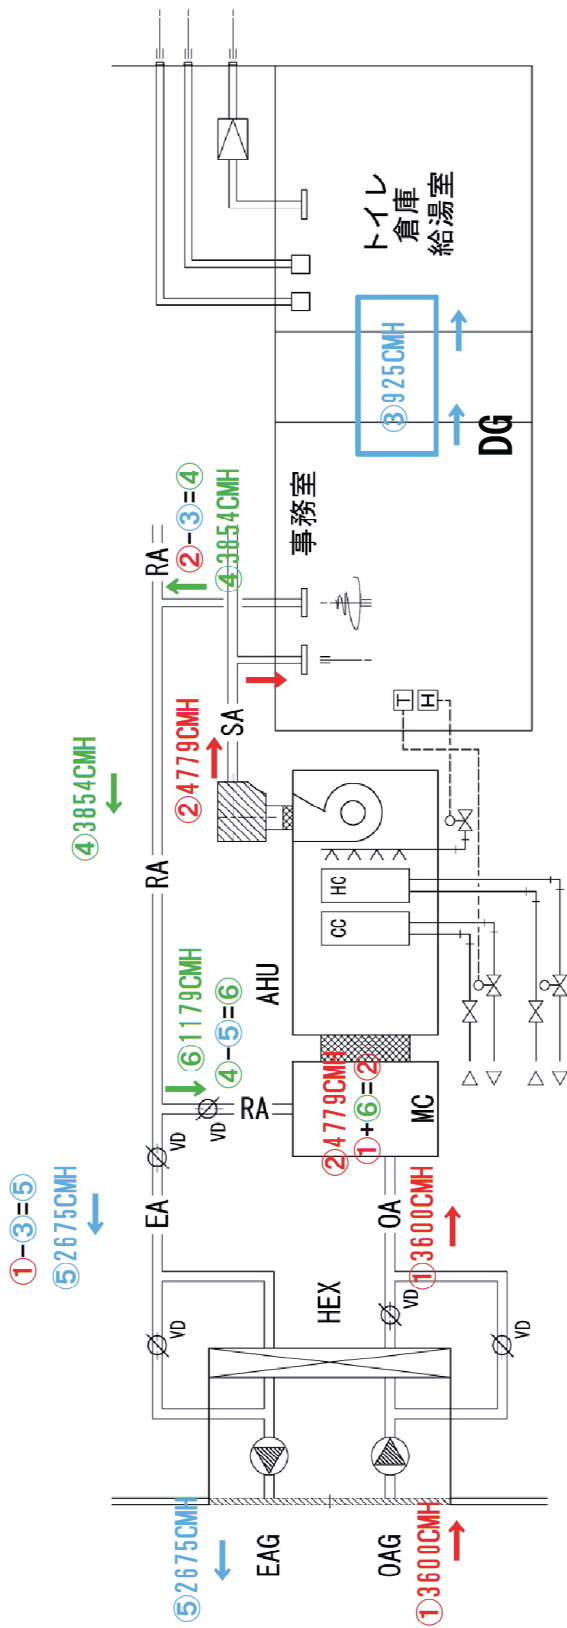 ①-③=⑤
⑤2675CMH
⑤2675CMH
EAG
OAG
①3600CMH
VD
HEX
VD
VD
EA
VD
VD
⑥1179CMH
④-⑤=⑥
RA
OA
①3600CMH
②4779CMH
①+⑥=②
MC
AHU
CC
HC
④3854CMH
RA
②4779CMH
SA
T
H
RA
②-③=④
④3854CMH
事務室
③925CMH
DG
トイレ
倉庫
給湯室